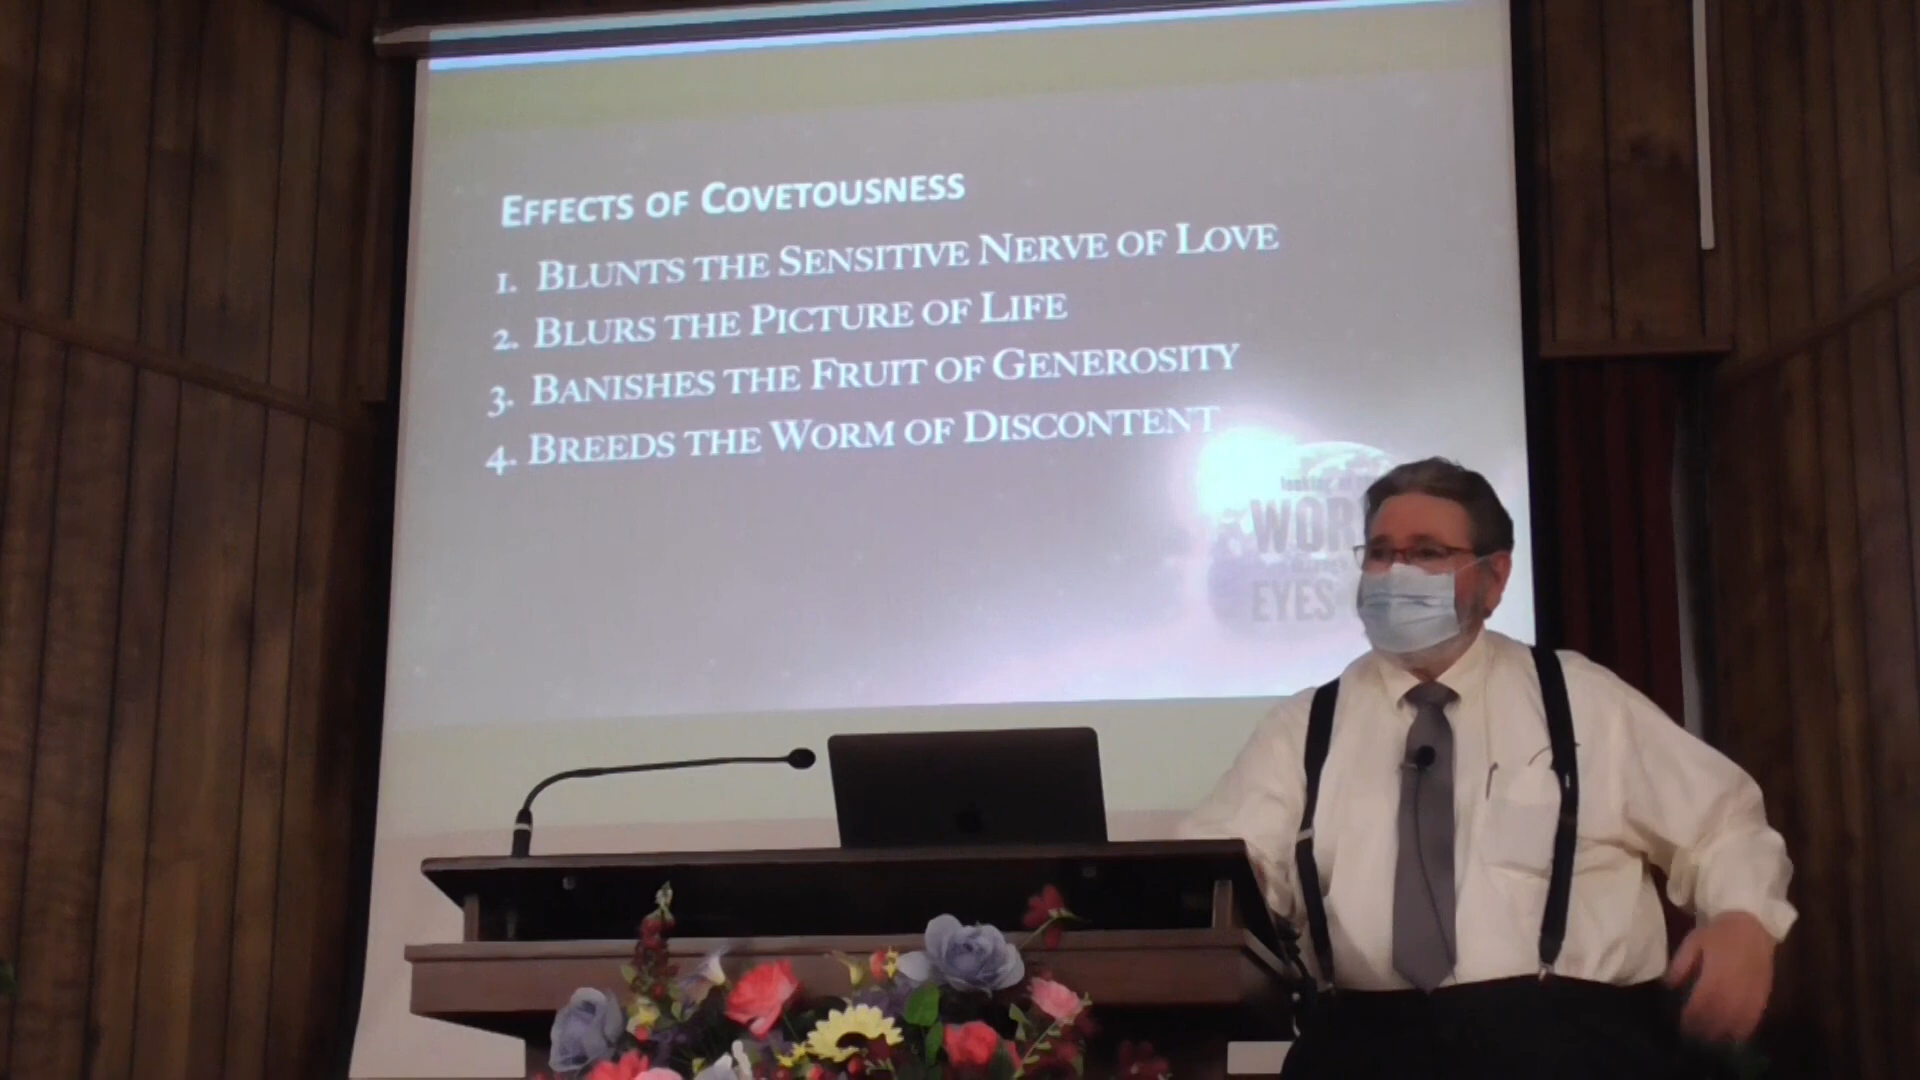 EFFECTS OF COVETOUSNESS
1. BLUNTS THE SENSITIVE NERVE OF LOVE
2. BLURS THE PICTURE OF LIFE
3. BANISHES THE FRUIT OF GENEROSITY
4. BREEDS THE WORM OF DISCONTENT
looking
EYES